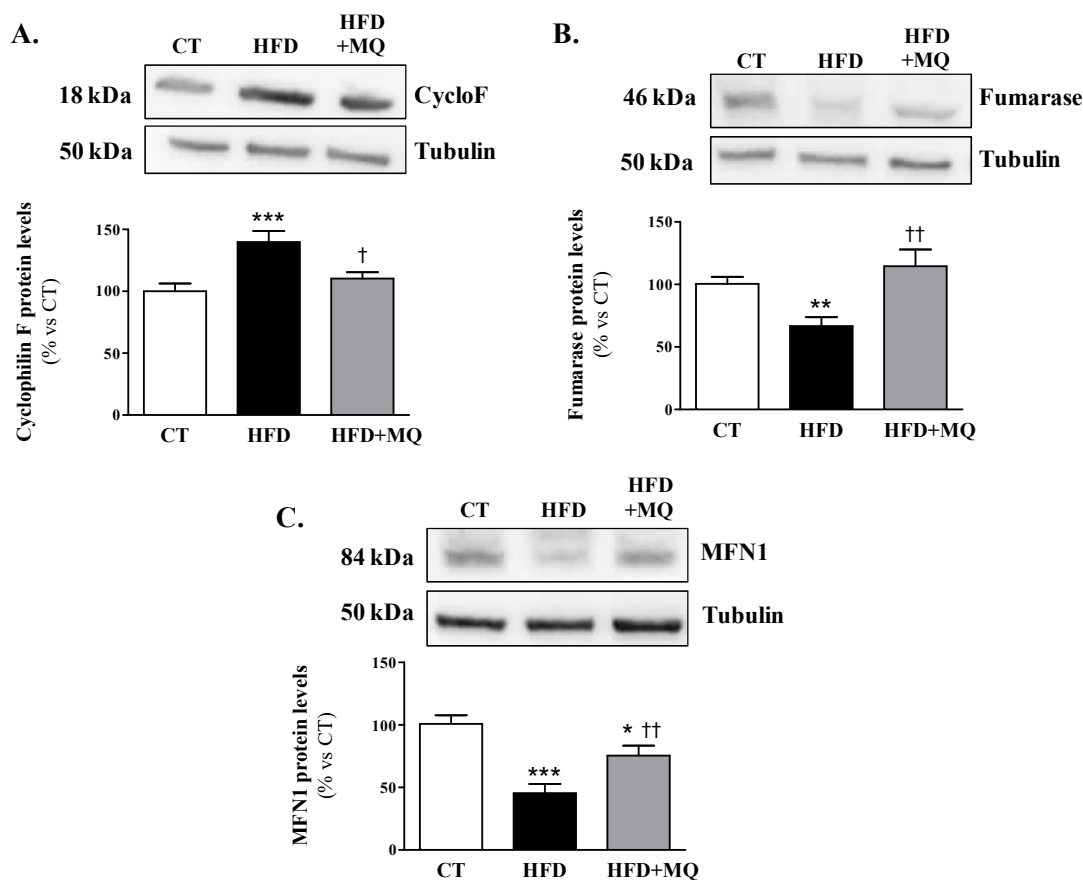 A.
CT HFD HFD
+MQ
18 kDa CycloF
50 kDa Tubulin
Cyclophilin F protein levels
(% vs CT)
150
100
50
0
***
†
CT HFD HFD+MQ
B.
CT HFD HFD
+MQ
46 kDa Fumarase
50 kDa Tubulin
Fumarase protein levels
(% vs CT)
150
100
50
0
**
††
CT HFD HFD+MQ
C.
CT HFD HFD
+MQ
84 kDa MFN1
50 kDa Tubulin
MFN1 protein levels
(% vs CT)
150
100
50
0
***
* ††
CT HFD HFD+MQ